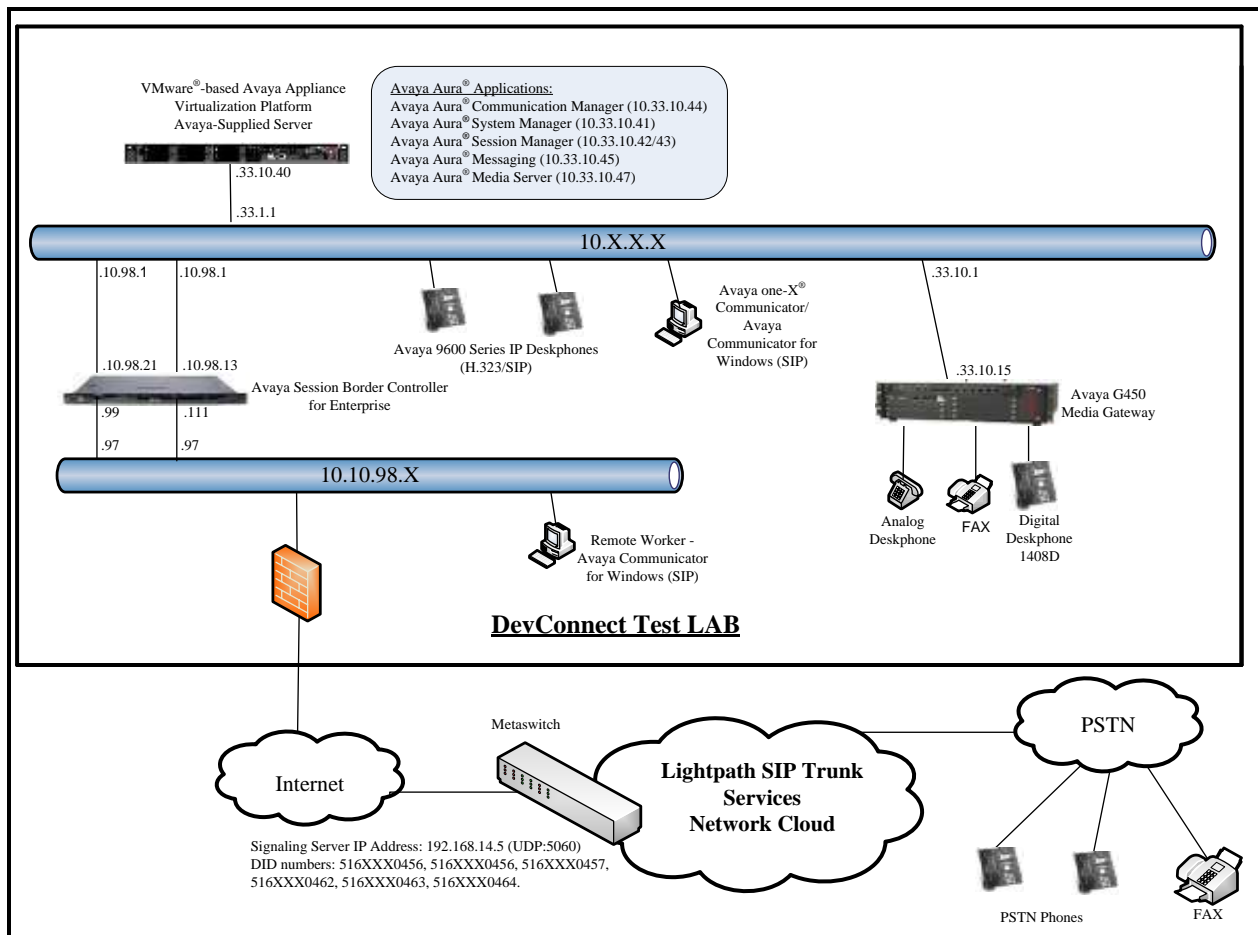 VMware®-based Avaya Appliance
Virtualization Platform
Avaya-Supplied Server
Avaya Aura® Applications:
Avaya Aura® Communication Manager (10.33.10.44)
Avaya Aura® System Manager (10.33.10.41)
Avaya Aura® Session Manager (10.33.10.42/43)
Avaya Aura® Messaging (10.33.10.45)
Avaya Aura® Media Server (10.33.10.47)
.33.10.40
.33.1.1
10.X.X.X
.10.98.1
.10.98.1
.33.10.1
Avaya 9600 Series IP Deskphones
(H.323/SIP)
Avaya one-X®
Communicator/
Avaya
Communicator for
Windows (SIP)
.10.98.21
.10.98.13
Avaya Session Border Controller
for Enterprise
.33.10.15
Avaya G450
Media Gateway
.99
.111
.97
.97
10.10.98.X
Analog
Deskphone
FAX
Digital
Deskphone
1408D
Remote Worker -
Avaya Communicator
for Windows (SIP)
DevConnect Test LAB
Metaswitch
Internet
Lightpath SIP Trunk
Services
Network Cloud
PSTN
Signaling Server IP Address: 192.168.14.5 (UDP:5060)
DID numbers: 516XXX0456, 516XXX0456, 516XXX0457,
516XXX0462, 516XXX0463, 516XXX0464.
PSTN Phones
FAX